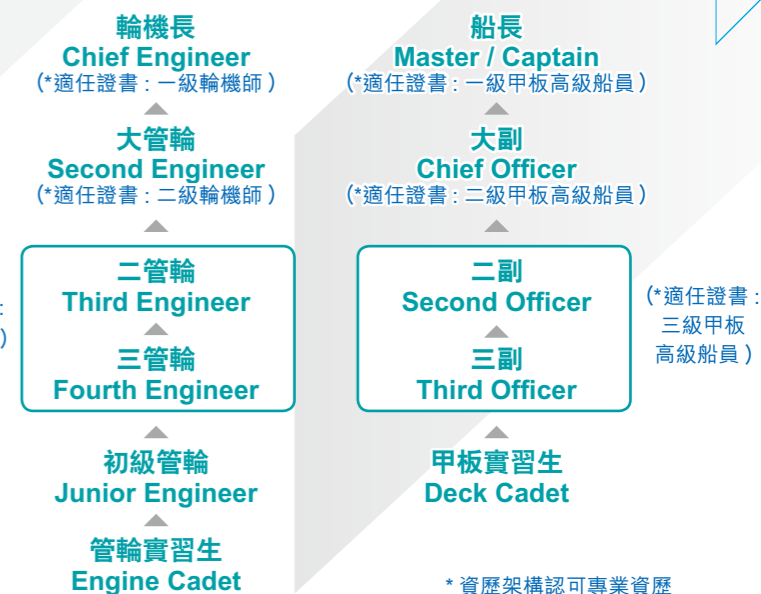 輪機長
Chief Engineer
(*適任證書 : 一級輪機師 )
大管輪
Second Engineer
(*適任證書 : 二級輪機師 )
:
)
二管輪
Third Engineer
三管輪
Fourth Engineer
初級管輪
Junior Engineer
管輪實習生
Engine Cadet
船長
Master / Captain
(*適任證書 : 一級甲板高級船員 )
大副
Chief Officer
(*適任證書 : 二級甲板高級船員 )
二副
Second Officer
三副
Third Officer
(*適任證書 :
三級甲板
高級船員 )
甲板實習生
Deck Cadet
* 資歷架構認可專業資歷